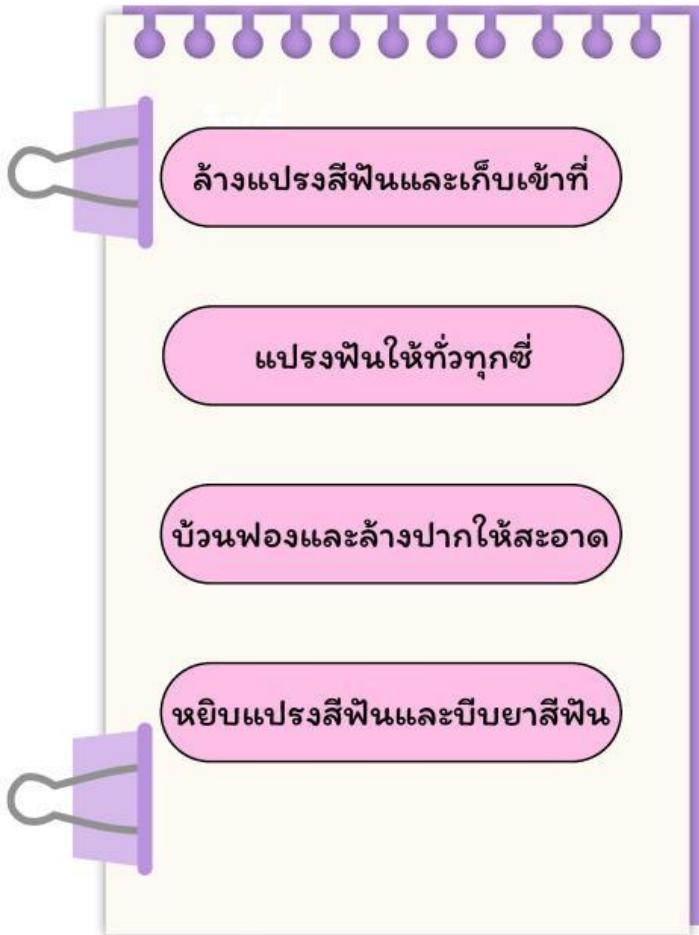 ล้างแปรงสีฟันและเก็บเข้าที่
แปรงฟันให้ทั่วทุกซี่
บ้วนฟองและล้างปากให้สะอาด
หยิบแปรงสีฟันและบีบยาสีฟัน